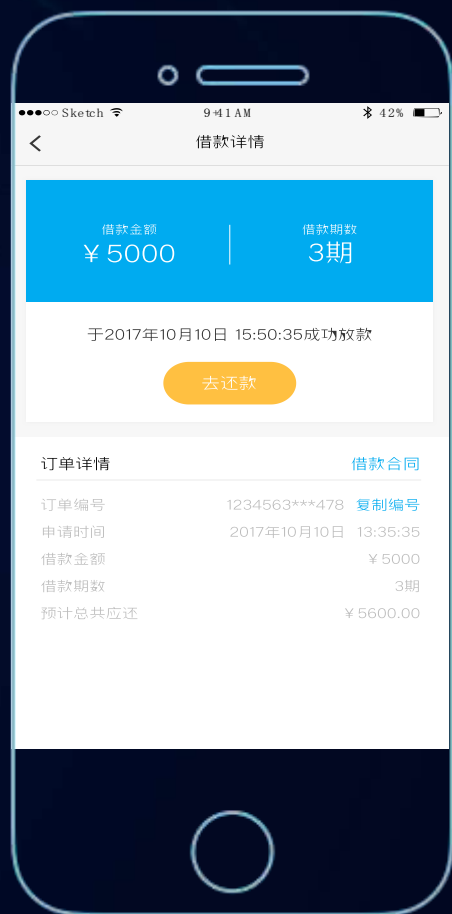 Sketch 9:41 AM 42%
借款详情
借款金额 借款期数
￥5000 3期
于2017年10月10日 15:50:35成功放款
去还款
订单详情 借款合同
订单编号 1234563***478 复制编号
申请时间 2017年10月10日 13:35:35
借款金额 ￥5000
借款期数 3期
预计总共应还 ￥5600.00